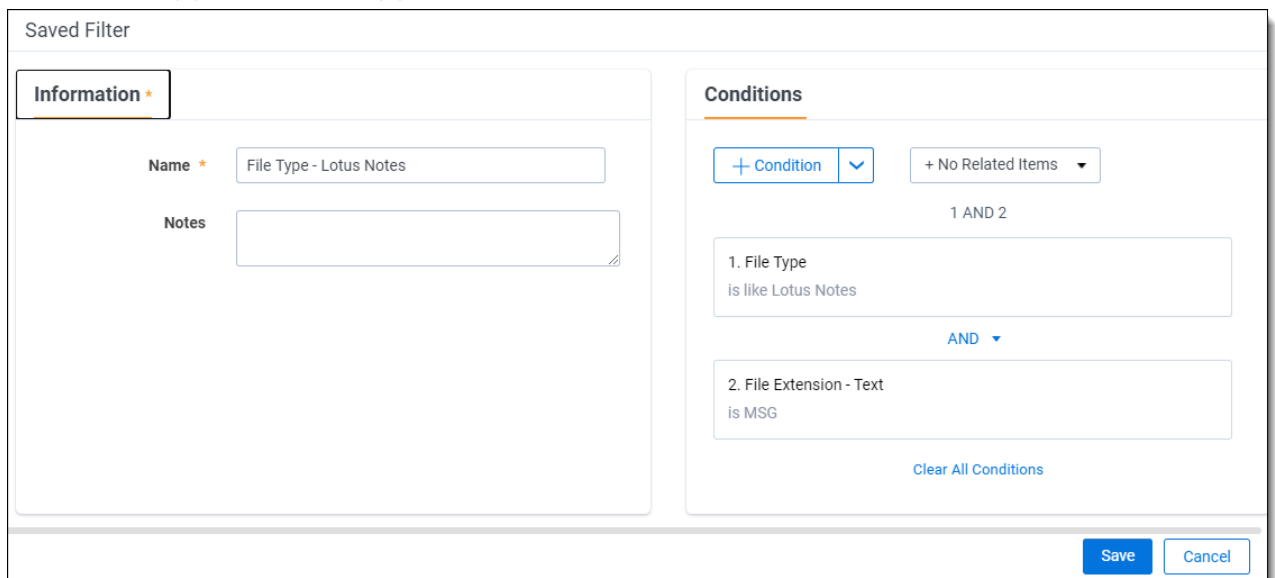 Saved Filter
Information *
Name *
File Type - Lotus Notes
Notes
Conditions
+ Condition
+ No Related Items
1 AND 2
1. File Type
is like Lotus Notes
AND
2. File Extension - Text
is MSG
Clear All Conditions
Save
Cancel